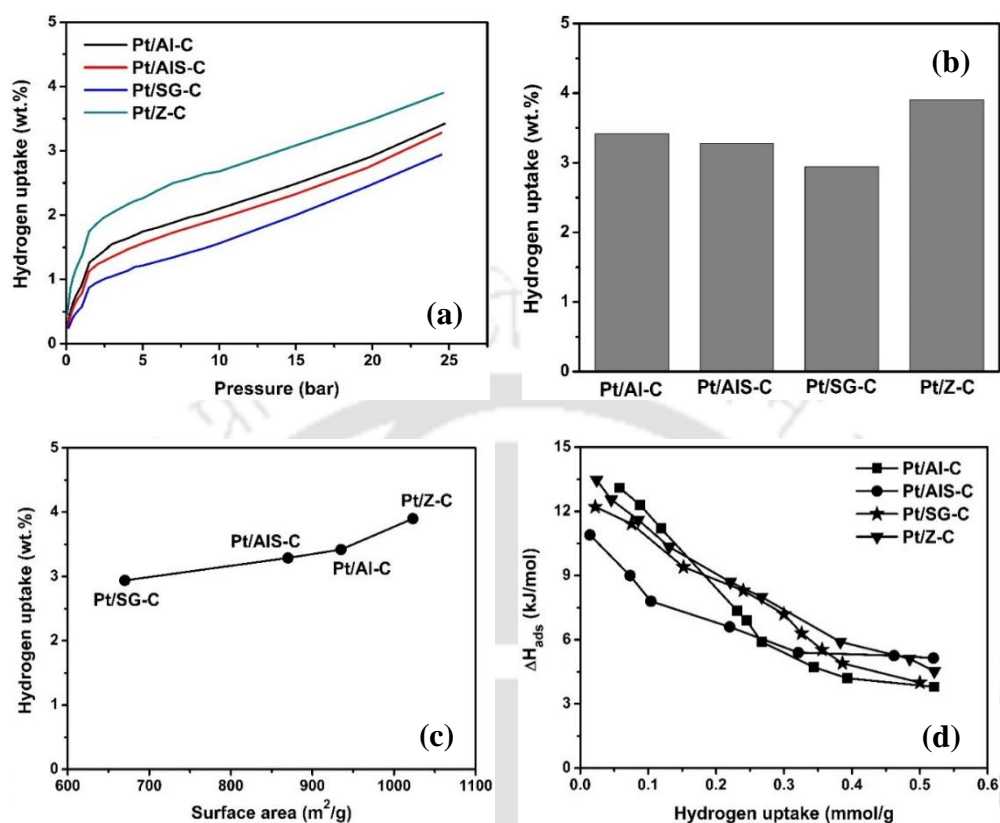 5
4
3
2
1
0
Hydrogen uptake (wt.%)
Pt/Al-C
Pt/AlS-C
Pt/SG-C
Pt/Z-C
(a)
0 5 10 15 20 25
Pressure (bar)
5
4
3
2
1
0
Hydrogen uptake (wt.%)
(b)
Pt/Al-C Pt/AlS-C Pt/SG-C Pt/Z-C
5
4
3
2
1
0
Hydrogen uptake (wt.%)
Pt/Z-C
Pt/AlS-C
Pt/Al-C
Pt/SG-C
(c)
600 700 800 900 1000 1100
Surface area (m²/g)
15
12
9
6
3
0
ΔHads (kJ/mol)
Pt/Al-C
Pt/AlS-C
Pt/SG-C
Pt/Z-C
(d)
0.0 0.1 0.2 0.3 0.4 0.5 0.6
Hydrogen uptake (mmol/g